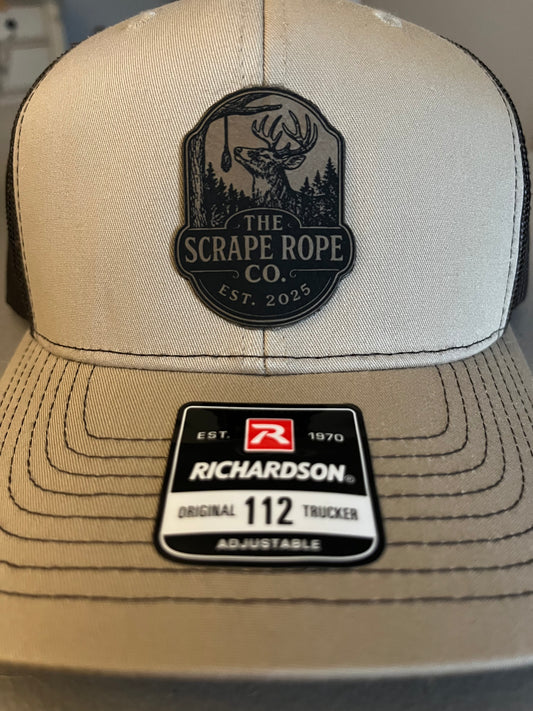 THE
SCRAPE ROPE
CO.
EST. 2025
EST. R 1970
RICHARDSON®
ORIGINAL 112 TRUCKER
ADJUSTABLE